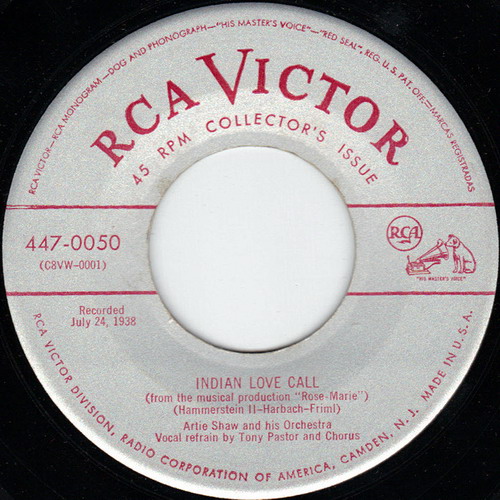 RCA VICTOR—RCA MONOGRAM—DOG AND PHONOGRAPH—"HIS MASTER'S VOICE"—"RED SEAL", REG. U.S. PAT. OFF.—MARCAS REGISTRADAS
RCA VICTOR
45 RPM COLLECTOR'S ISSUE
447-0050
(C8VW-0001)
RCA
"HIS MASTER'S VOICE"
Recorded
July 24, 1938
INDIAN LOVE CALL
(from the musical production "Rose-Marie")
(Hammerstein II-Harbach-Friml)
Artie Shaw and his Orchestra
Vocal refrain by Tony Pastor and Chorus
RCA VICTOR DIVISION, RADIO CORPORATION OF AMERICA, CAMDEN, N. J. MADE IN U.S.A.